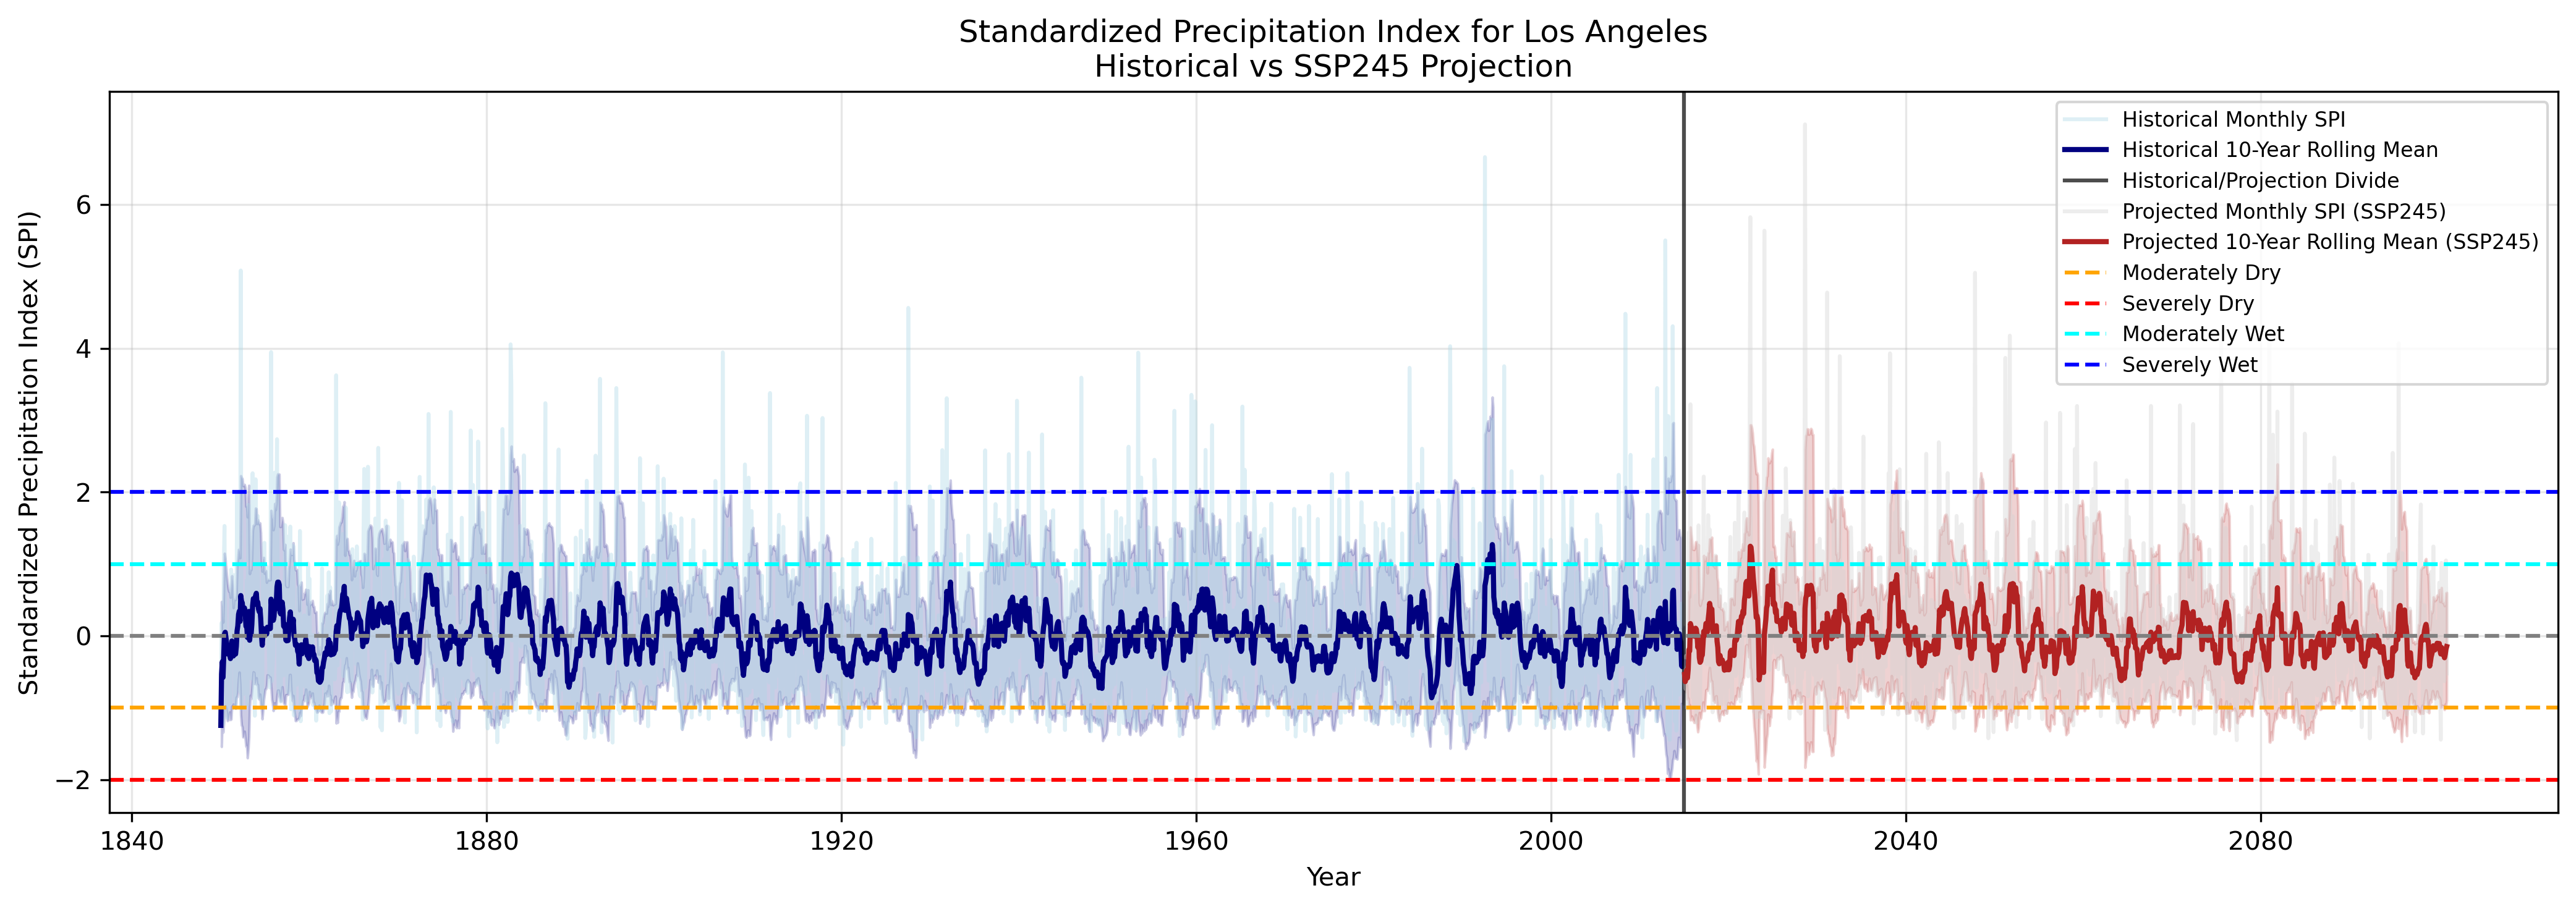 Standardized Precipitation Index for Los Angeles
Historical vs SSP245 Projection
Standardized Precipitation Index (SPI)
6
4
2
0
−2
1840
1880
1920
1960
2000
2040
2080
Year
Historical Monthly SPI
Historical 10-Year Rolling Mean
Historical/Projection Divide
Projected Monthly SPI (SSP245)
Projected 10-Year Rolling Mean (SSP245)
Moderately Dry
Severely Dry
Moderately Wet
Severely Wet